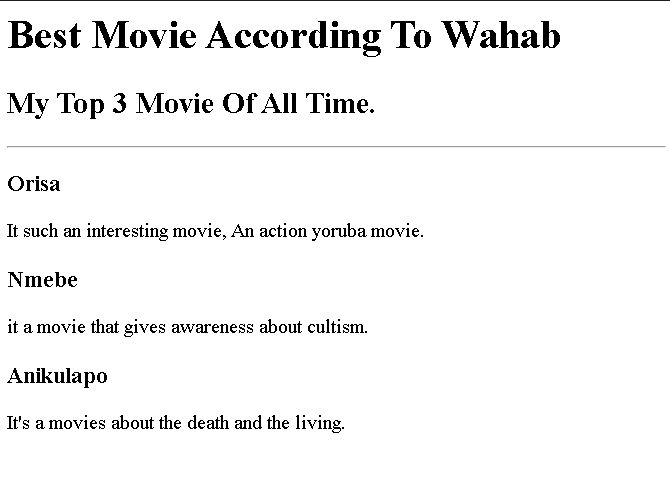 Best Movie According To Wahab
My Top 3 Movie Of All Time.
Orisa
It such an interesting movie, An action yoruba movie.
Nmebe
it a movie that gives awareness about cultism.
Anikulapo
It's a movies about the death and the living.